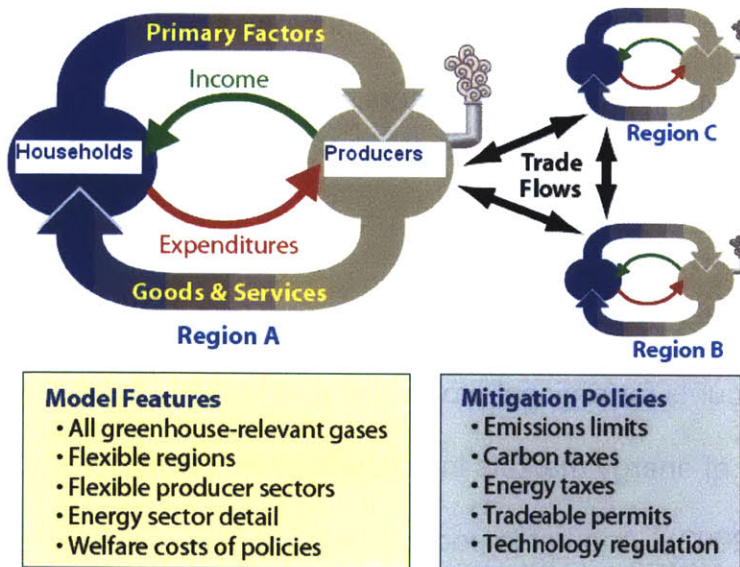 Primary Factors
Income
Households
Producers
Expenditures
Goods & Services
Region A
Trade
Flows
Region C
Region B
Model Features
• All greenhouse-relevant gases
• Flexible regions
• Flexible producer sectors
• Energy sector detail
• Welfare costs of policies
Mitigation Policies
• Emissions limits
• Carbon taxes
• Energy taxes
• Tradeable permits
• Technology regulation